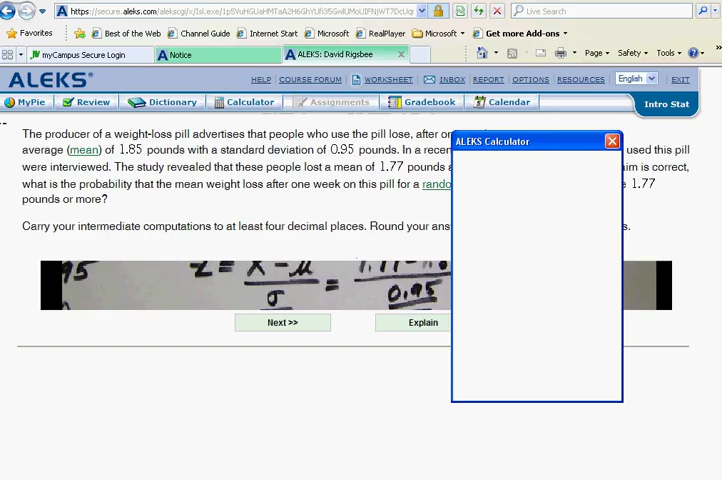 https://secure.aleks.com/alekscgi/x/Isl.exe/
Live Search
Favorites Best of the Web Channel Guide Internet Start Microsoft RealPlayer Microsoft Get more Add-ons
myCampus Secure Login Notice ALEKS: David Rigsbee Page Safety Tools
ALEKS HELP COURSE FORUM WORKSHEET INBOX REPORT OPTIONS RESOURCES English EXIT
MyPie Review Dictionary Calculator Assignments Gradebook Calendar Intro Stat
The producer of a weight-loss pill advertises that people who use the pill lose, after
average (mean) of 1.85 pounds with a standard deviation of 0.95 pounds. In a recen used this pill
were interviewed. The study revealed that these people lost a mean of 1.77 pounds aim is correct,
what is the probability that the mean weight loss after one week on this pill for a rando 1.77
pounds or more?
Carry your intermediate computations to at least four decimal places. Round your ans s.
ALEKS Calculator
95 z = x - μ
σ = 1.77-1.8
0.95
Next >> Explain